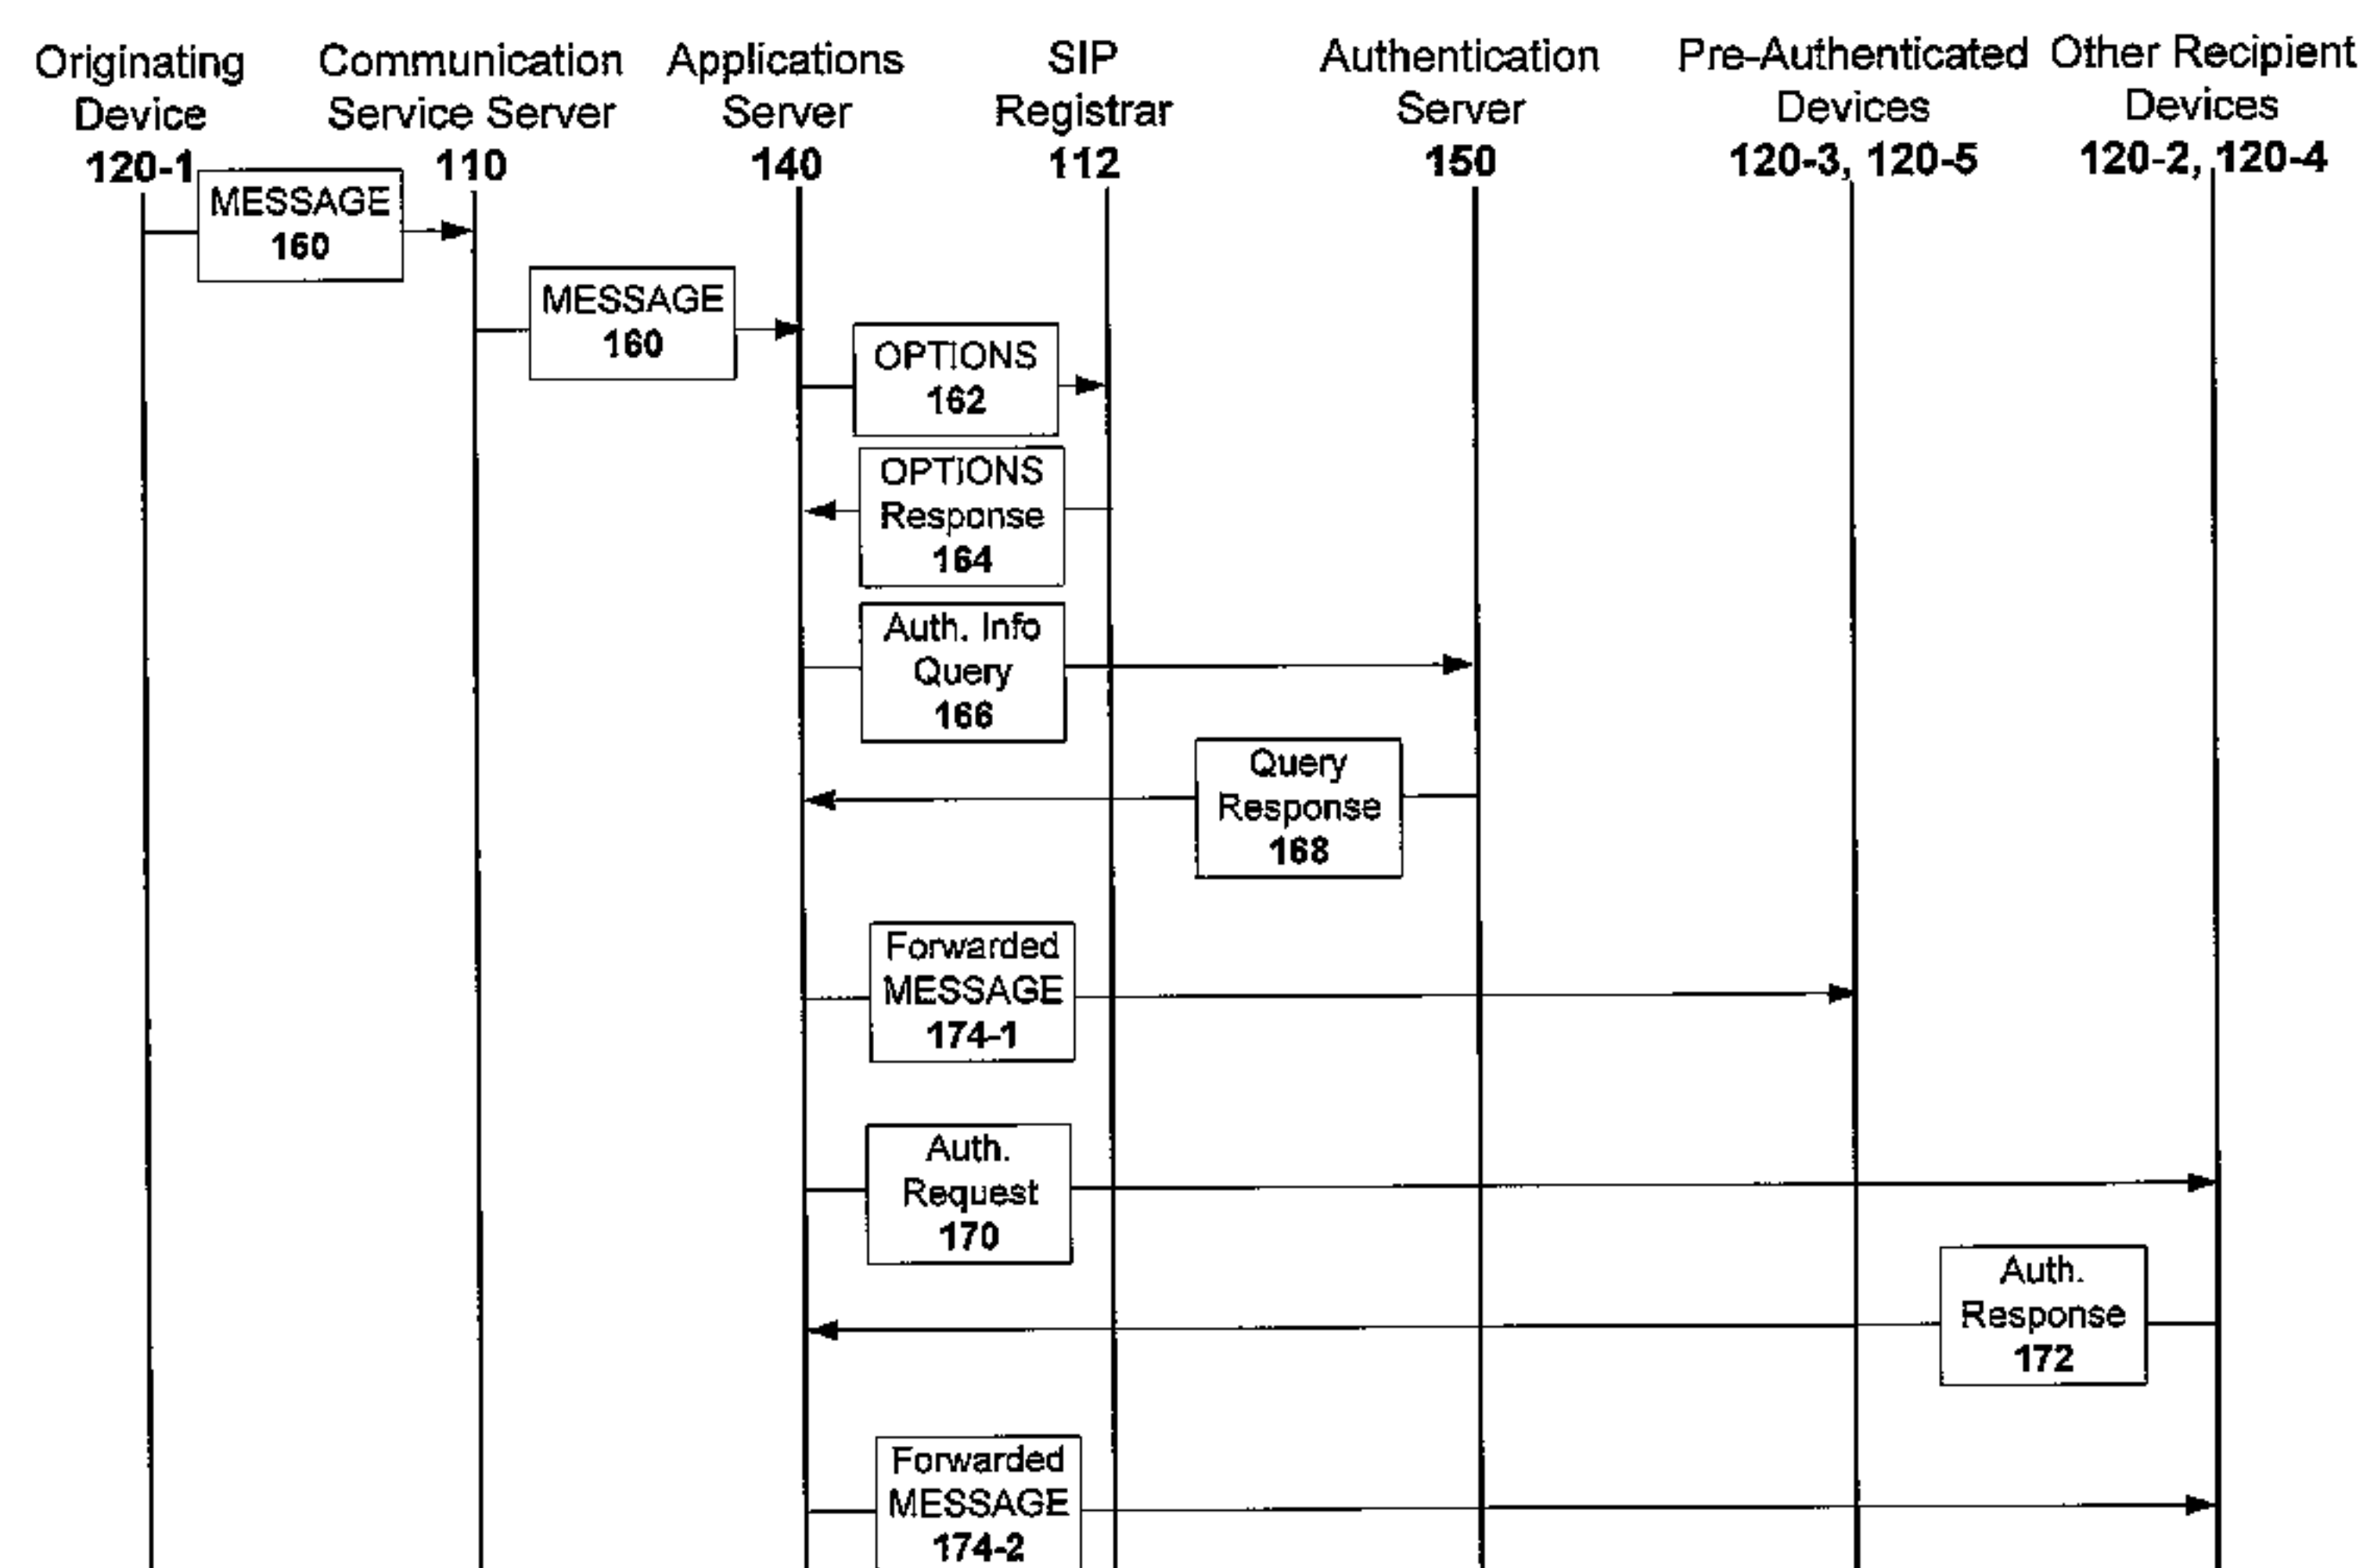 Originating
Device
120-1
Communication
Service Server
110
Applications
Server
140
SIP
Registrar
112
Authentication
Server
150
Pre-Authenticated
Devices
120-3, 120-5
Other Recipient
Devices
120-2, 120-4
MESSAGE
160
MESSAGE
160
OPTIONS
162
OPTIONS
Response
164
Auth. Info
Query
166
Query
Response
168
Forwarded
MESSAGE
174-1
Auth.
Request
170
Auth.
Response
172
Forwarded
MESSAGE
174-2